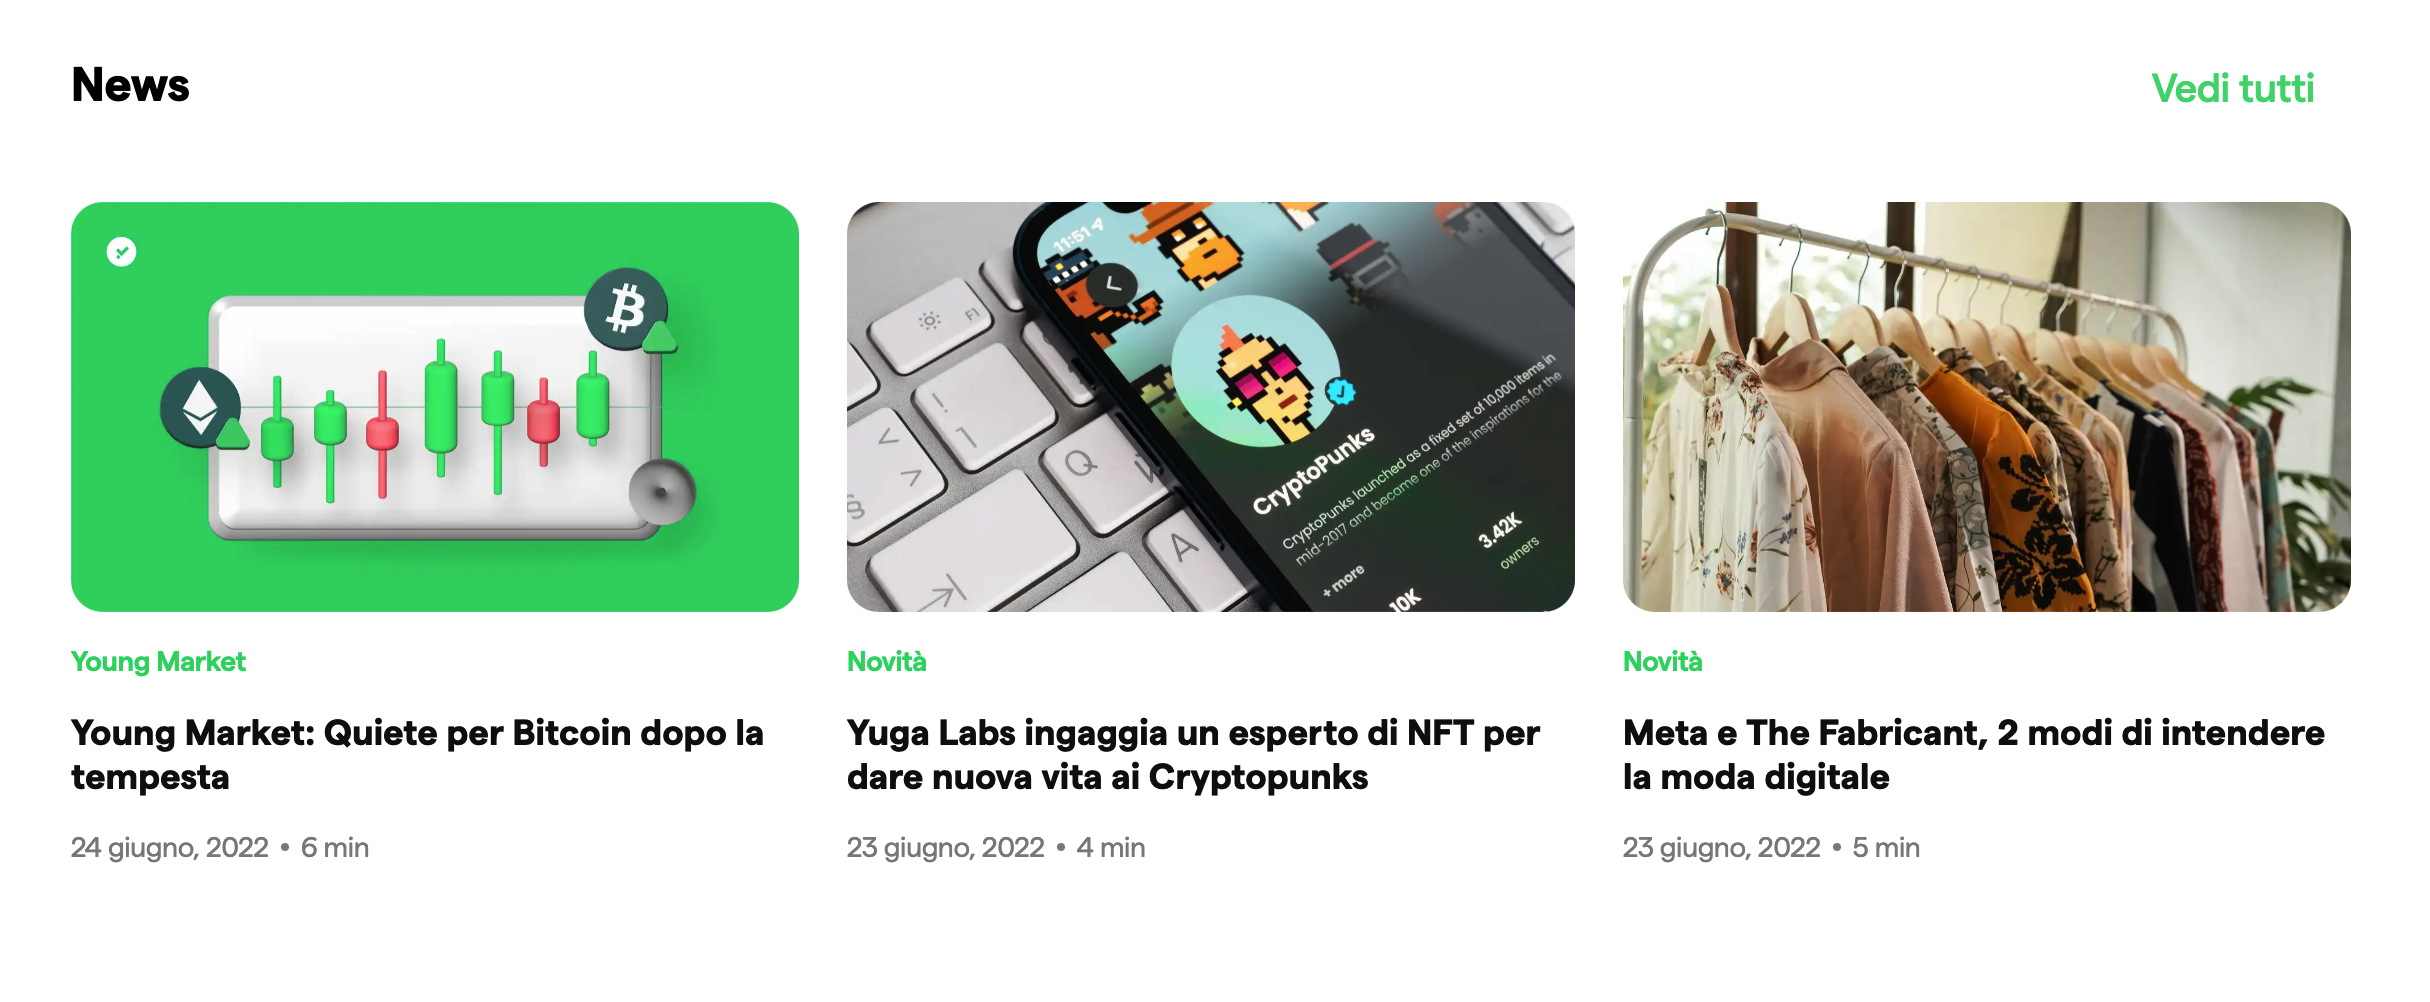 News
Vedi tutti
11:51
F1
!
1
Q
W
§
A
CryptoPunks
CryptoPunks launched as a fixed set of 10,000 items in
mid-2017 and became one of the inspirations for the
+ more
3.42K
owners
10K
Young Market
Young Market: Quiete per Bitcoin dopo la
tempesta
24 giugno, 2022 • 6 min
Novità
Yuga Labs ingaggia un esperto di NFT per
dare nuova vita ai Cryptopunks
23 giugno, 2022 • 4 min
Novità
Meta e The Fabricant, 2 modi di intendere
la moda digitale
23 giugno, 2022 • 5 min